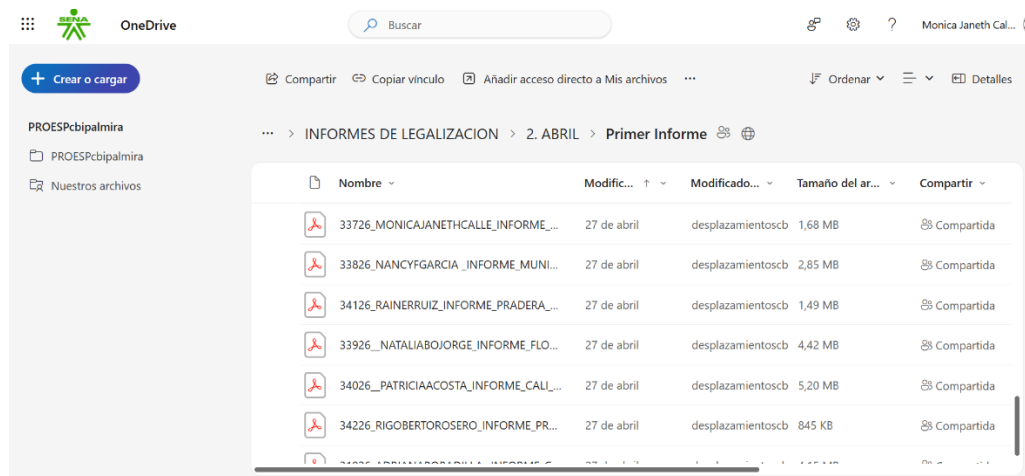 SENA
OneDrive
Buscar
?
Monica Janeth Cal...
+ Crear o cargar
Compartir
Copiar vínculo
Añadir acceso directo a Mis archivos
...
Ordenar
Detalles
PROESPcbipalmira
PROESPcbipalmira
Nuestros archivos
... > INFORMES DE LEGALIZACION > 2. ABRIL > Primer Informe
Nombre Modific... ↑ Modificado... Tamaño del ar... Compartir
33726_MONICAJANETHCALLE_INFORME_... 27 de abril desplazamientoscb 1,68 MB Compartida
33826_NANCYFGARCIA _INFORME_MUNI... 27 de abril desplazamientoscb 2,85 MB Compartida
34126_RAINERRUIZ_INFORME_PRADERA_... 27 de abril desplazamientoscb 1,49 MB Compartida
33926__NATALIABOJORGE_INFORME_FLO... 27 de abril desplazamientoscb 4,42 MB Compartida
34026__PATRICIAACOSTA_INFORME_CALI_... 27 de abril desplazamientoscb 5,20 MB Compartida
34226_RIGOBERTOROSERO_INFORME_PR... 27 de abril desplazamientoscb 845 KB Compartida